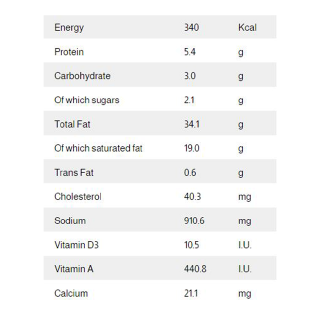 Energy 340 Kcal
Protein 5.4 g
Carbohydrate 3.0 g
Of which sugars 2.1 g
Total Fat 34.1 g
Of which saturated fat 19.0 g
Trans Fat 0.6 g
Cholesterol 40.3 mg
Sodium 910.6 mg
Vitamin D3 10.5 I.U.
Vitamin A 440.8 I.U.
Calcium 21.1 mg